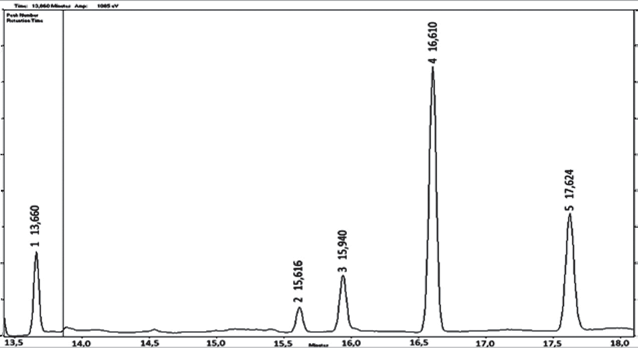 Time: 13,860 Minutes Amp: 1085 uV
Peak Number
Retention Time
1 13,660
2 15,616
3 15,940
4 16,610
5 17,624
13,5 14,0 14,5 15,0 15,5 16,0 16,5 17,0 17,5 18,0
Minutes